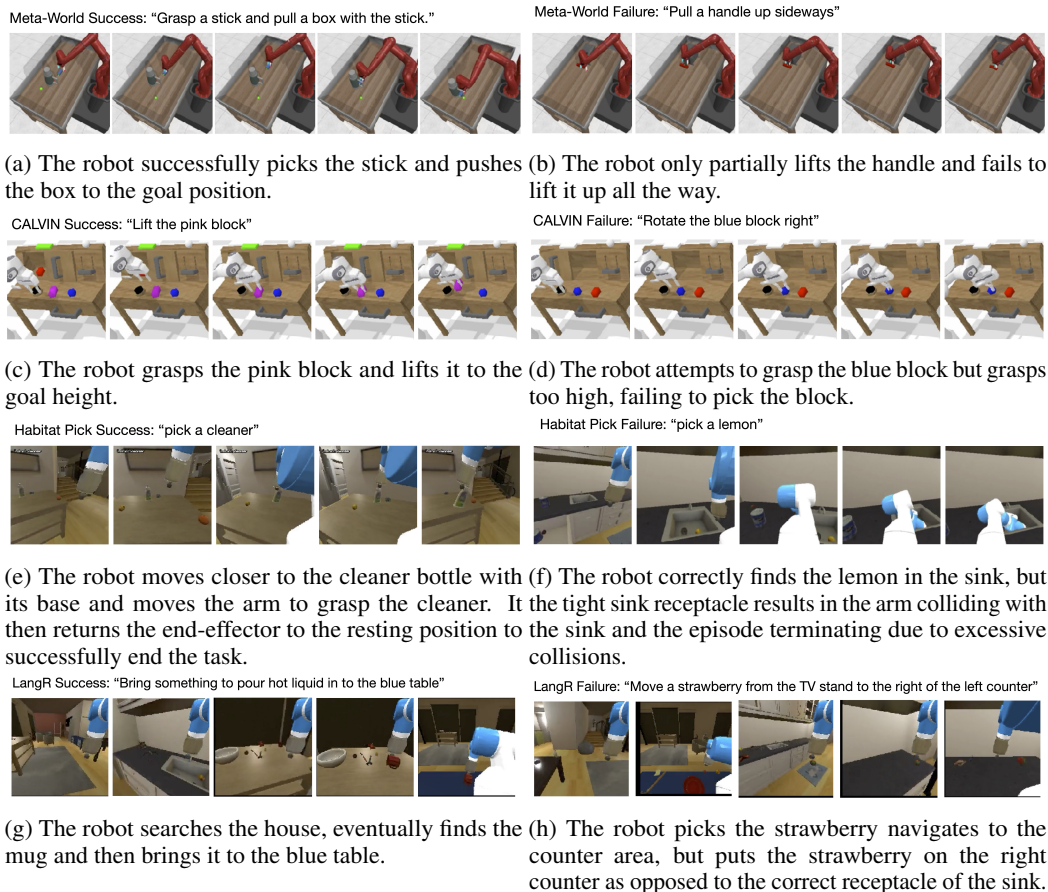 Meta-World Success: “Grasp a stick and pull a box with the stick.”
(a) The robot successfully picks the stick and pushes
the box to the goal position.
Meta-World Failure: “Pull a handle up sideways”
(b) The robot only partially lifts the handle and fails to
lift it up all the way.
CALVIN Success: “Lift the pink block”
(c) The robot grasps the pink block and lifts it to the
goal height.
CALVIN Failure: “Rotate the blue block right”
(d) The robot attempts to grasp the blue block but grasps
too high, failing to pick the block.
Habitat Pick Success: “pick a cleaner”
(e) The robot moves closer to the cleaner bottle with
its base and moves the arm to grasp the cleaner. It
then returns the end-effector to the resting position to
successfully end the task.
Habitat Pick Failure: “pick a lemon”
(f) The robot correctly finds the lemon in the sink, but
the tight sink receptacle results in the arm colliding with
the sink and the episode terminating due to excessive
collisions.
LangR Success: “Bring something to pour hot liquid in to the blue table”
(g) The robot searches the house, eventually finds the
mug and then brings it to the blue table.
LangR Failure: “Move a strawberry from the TV stand to the right of the left counter”
(h) The robot picks the strawberry navigates to the
counter area, but puts the strawberry on the right
counter as opposed to the correct receptacle of the sink.